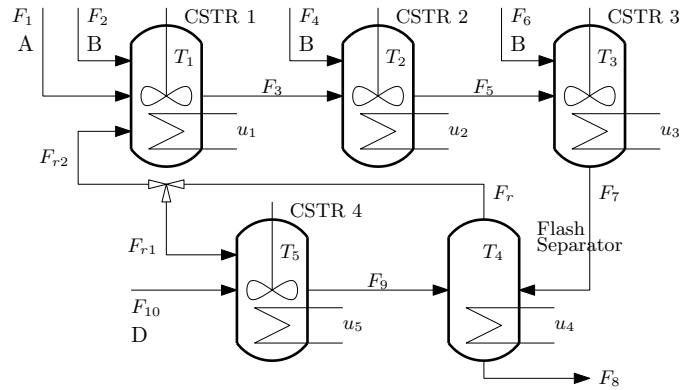 F₁ F₂ CSTR 1 F₄ CSTR 2 F₆ CSTR 3
A B T₁ B T₂ B T₃
F₃ F₅
u₁ u₂ u₃
Fᵣ₂
Fᵣ F₇
CSTR 4
Flash
Separator
Fᵣ₁ T₅ T₄
F₉
F₁₀
D u₅ u₄
F₈